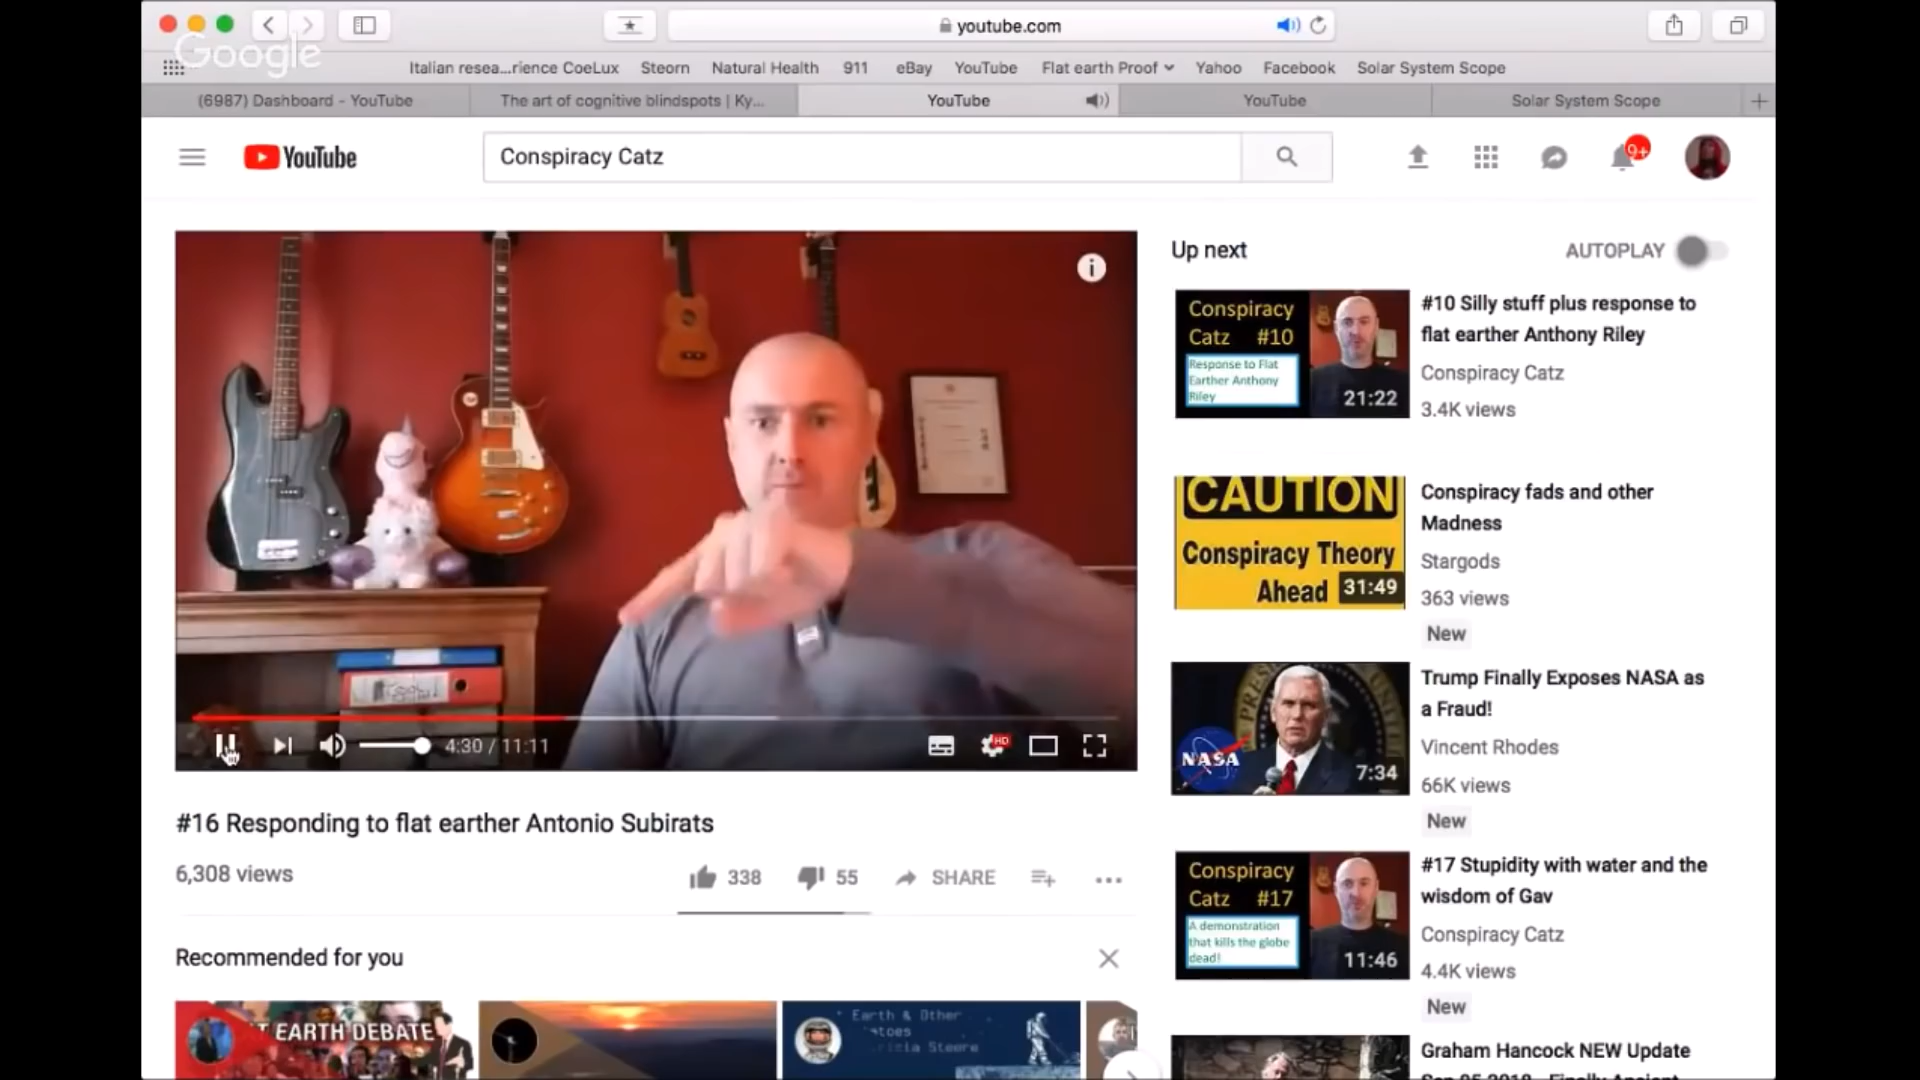 youtube.com
Google
Italian resea...rience CoeLux Steorn Natural Health 911 eBay YouTube Flat earth Proof Yahoo Facebook Solar System Scope
(6987) Dashboard - YouTube The art of cognitive blindspots | Ky... YouTube YouTube Solar System Scope
YouTube
Conspiracy Catz
9+
Up next
AUTOPLAY
Conspiracy
Catz #10
Response to Flat
Earther Anthony
Riley
21:22
#10 Silly stuff plus response to
flat earther Anthony Riley
Conspiracy Catz
3.4K views
CAUTION
Conspiracy Theory
Ahead
31:49
Conspiracy fads and other
Madness
Stargods
363 views
New
NASA
7:34
Trump Finally Exposes NASA as
a Fraud!
Vincent Rhodes
66K views
New
4:30 / 11:11
HD
#16 Responding to flat earther Antonio Subirats
6,308 views
338 55 SHARE
Conspiracy
Catz #17
A demonstration
that kills the globe
dead!
11:46
#17 Stupidity with water and the
wisdom of Gav
Conspiracy Catz
4.4K views
New
Recommended for you
EARTH DEBATE
Earth & Other
Steere
Graham Hancock NEW Update